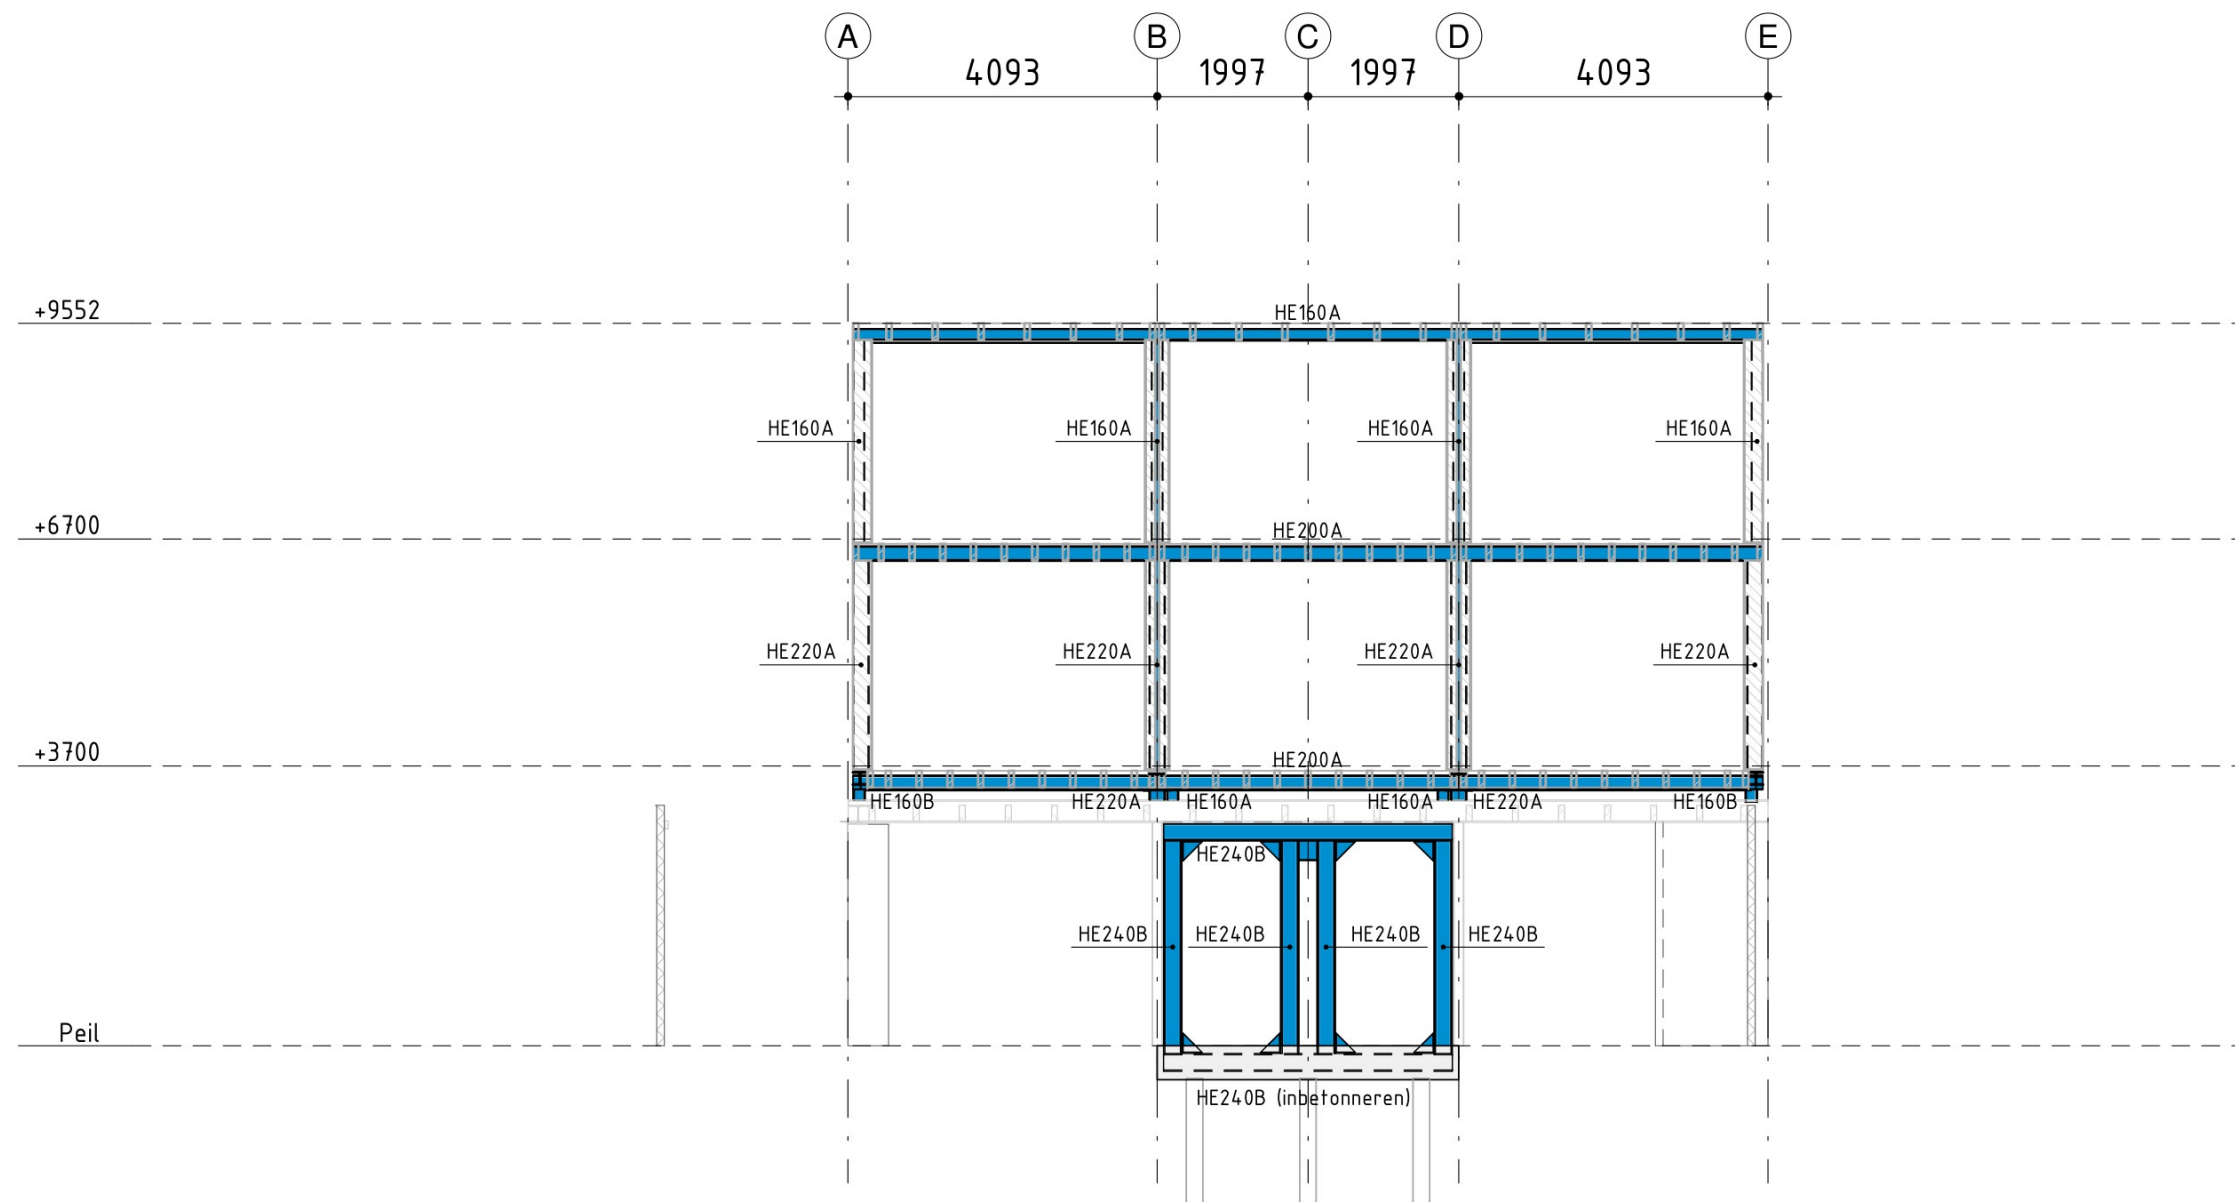 A B C D E
4093 1997 1997 4093
+9552
HE160A
HE160A HE160A HE160A HE160A
+6700
HE200A
HE220A HE220A HE220A HE220A
+3700
HE200A
HE160B HE220A HE160A HE160A HE220A HE160B
HE240B
HE240B HE240B HE240B HE240B
Peil
HE240B (inbetonneren)